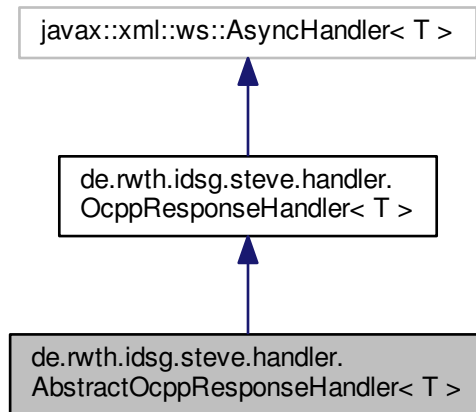 javax::xml::ws::AsyncHandler< T >
de.rwth.idsg.steve.handler.
OcppResponseHandler< T >
de.rwth.idsg.steve.handler.
AbstractOcppResponseHandler< T >